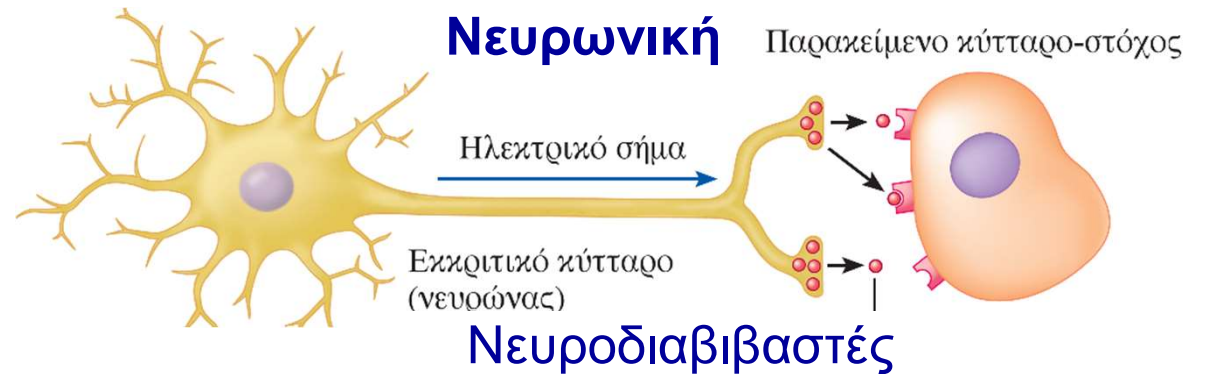 Νευρωνική
Παρακείμενο κύτταρο-στόχος
Ηλεκτρικό σήμα
Εκκριτικό κύτταρο
(νευρώνας)
Νευροδιαβιβαστές